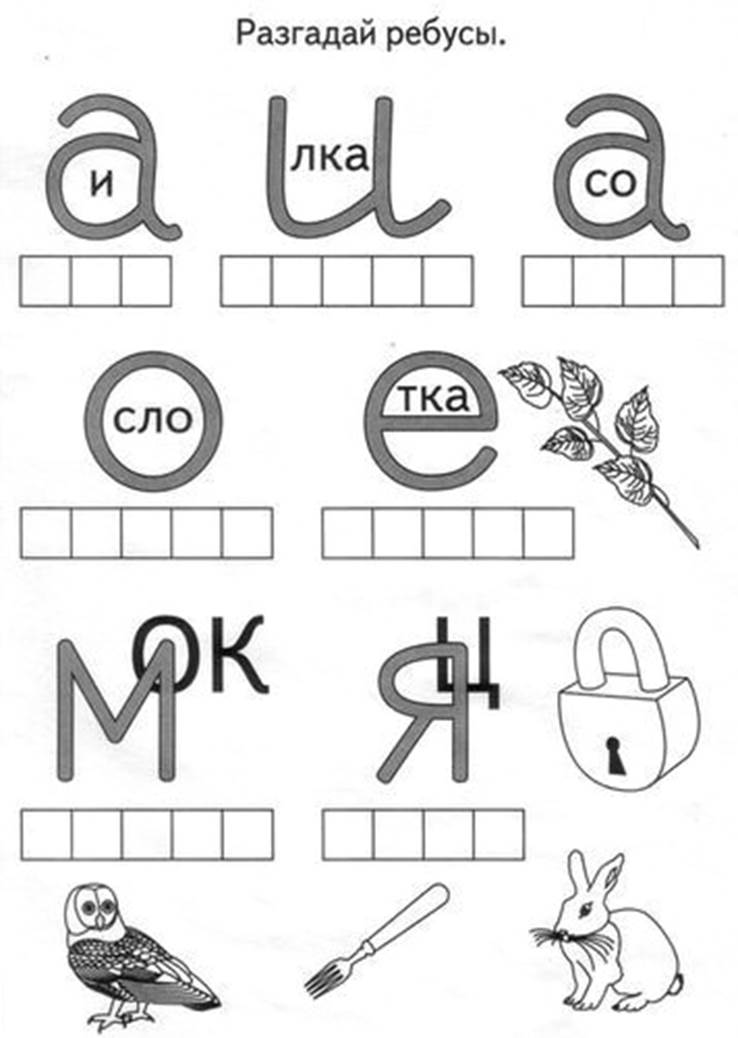 Разгадай ребусы.
а и и лка а со
о сло е тка
м ок я ц